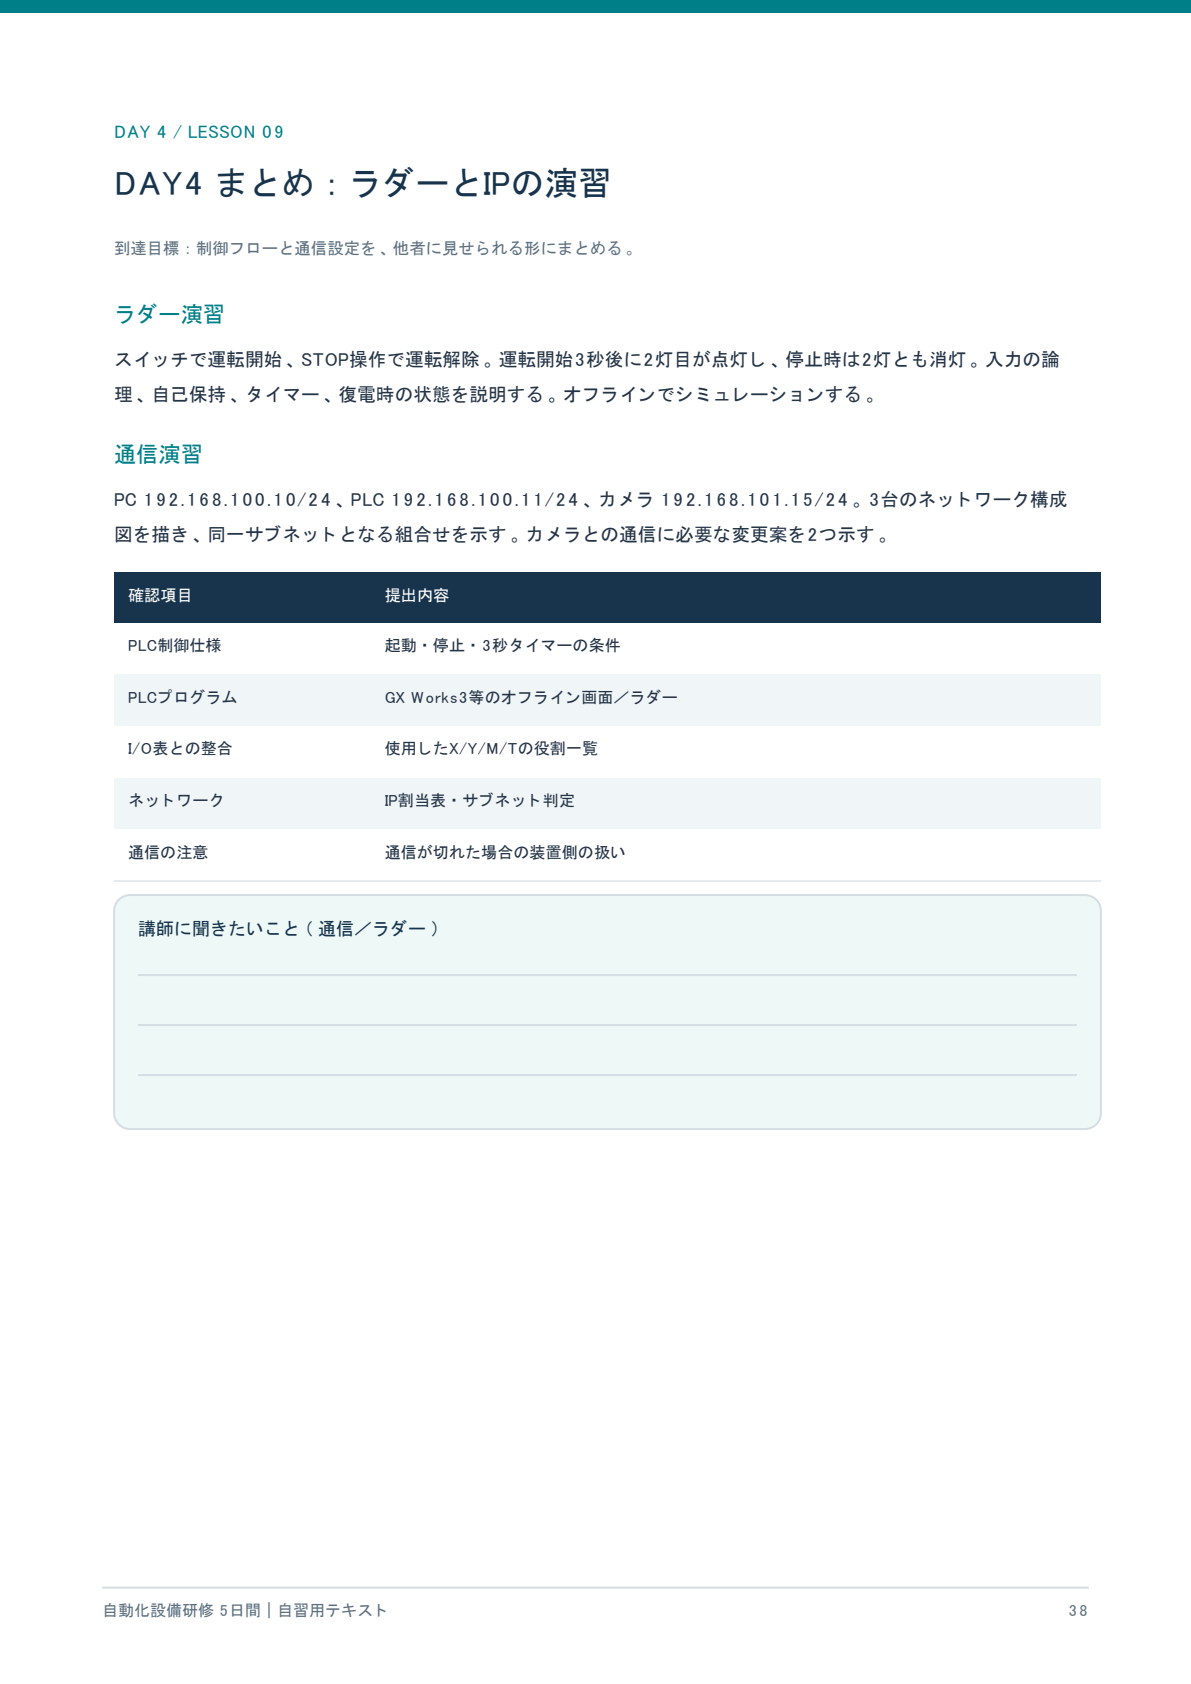 DAY 4 / LESSON 09
DAY4 まとめ：ラダーとIPの演習
到達目標：制御フローと通信設定を、他者に見せられる形にまとめる。
ラダー演習
スイッチで運転開始、STOP操作で運転解除。運転開始3秒後に2灯目が点灯し、停止時は2灯とも消灯。入力の論
理、自己保持、タイマー、復電時の状態を説明する。オフラインでシミュレーションする。
通信演習
PC 192.168.100.10/24、PLC 192.168.100.11/24、カメラ 192.168.101.15/24。3台のネットワーク構成
図を描き、同一サブネットとなる組合せを示す。カメラとの通信に必要な変更案を2つ示す。
確認項目 提出内容
PLC制御仕様 起動・停止・3秒タイマーの条件
PLCプログラム GX Works3等のオフライン画面／ラダー
I/O表との整合 使用したX/Y/M/Tの役割一覧
ネットワーク IP割当表・サブネット判定
通信の注意 通信が切れた場合の装置側の扱い
講師に聞きたいこと（通信／ラダー）
自動化設備研修 5日間｜自習用テキスト 38